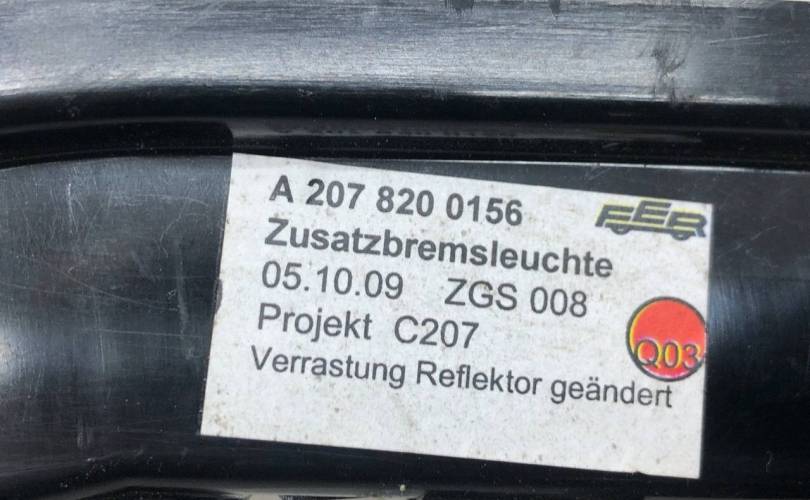 A 207 820 0156
FER
Zusatzbremsleuchte
05.10.09 ZGS 008
Projekt C207
Q03
Verrastung Reflektor geändert